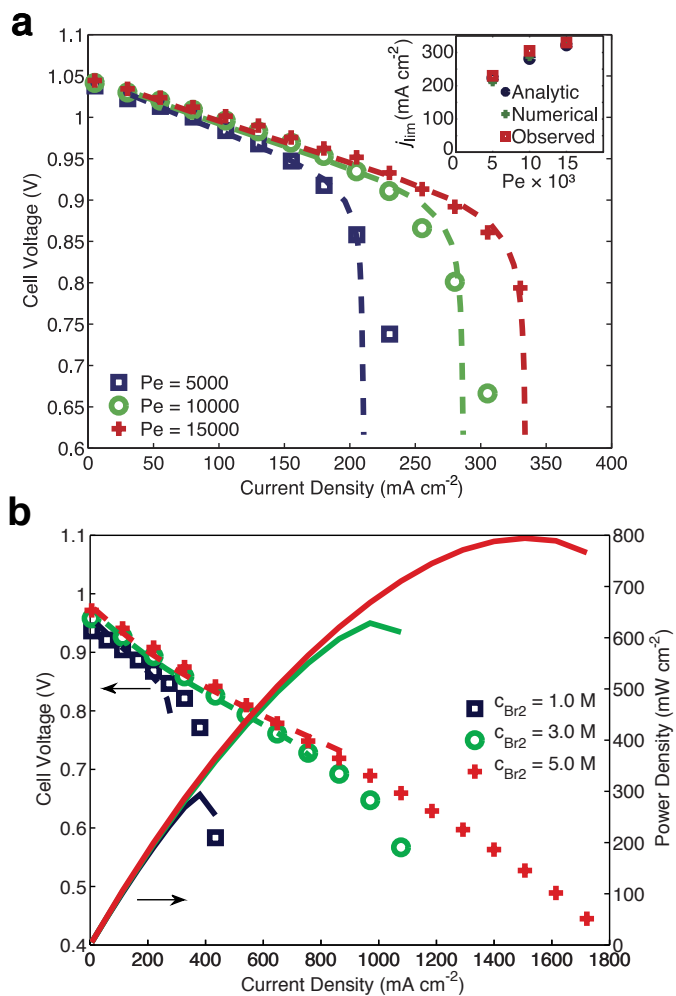 a
1.1
1.05
1
0.95
0.9
0.85
0.8
0.75
0.7
0.65
0.6
Cell Voltage (V)
0 50 100 150 200 250 300 350 400
Current Density (mA cm-2)
Pe = 5000
Pe = 10000
Pe = 15000
300
200
100
0
jlim (mA cm-2)
Analytic
Numerical
Observed
0 5 10 15 20
Pe × 10³
b
1.1
1
0.9
0.8
0.7
0.6
0.5
0.4
Cell Voltage (V)
800
700
600
500
400
300
200
100
0
Power Density (mW cm-2)
cBr2 = 1.0 M
cBr2 = 3.0 M
cBr2 = 5.0 M
0 200 400 600 800 1000 1200 1400 1600 1800
Current Density (mA cm-2)